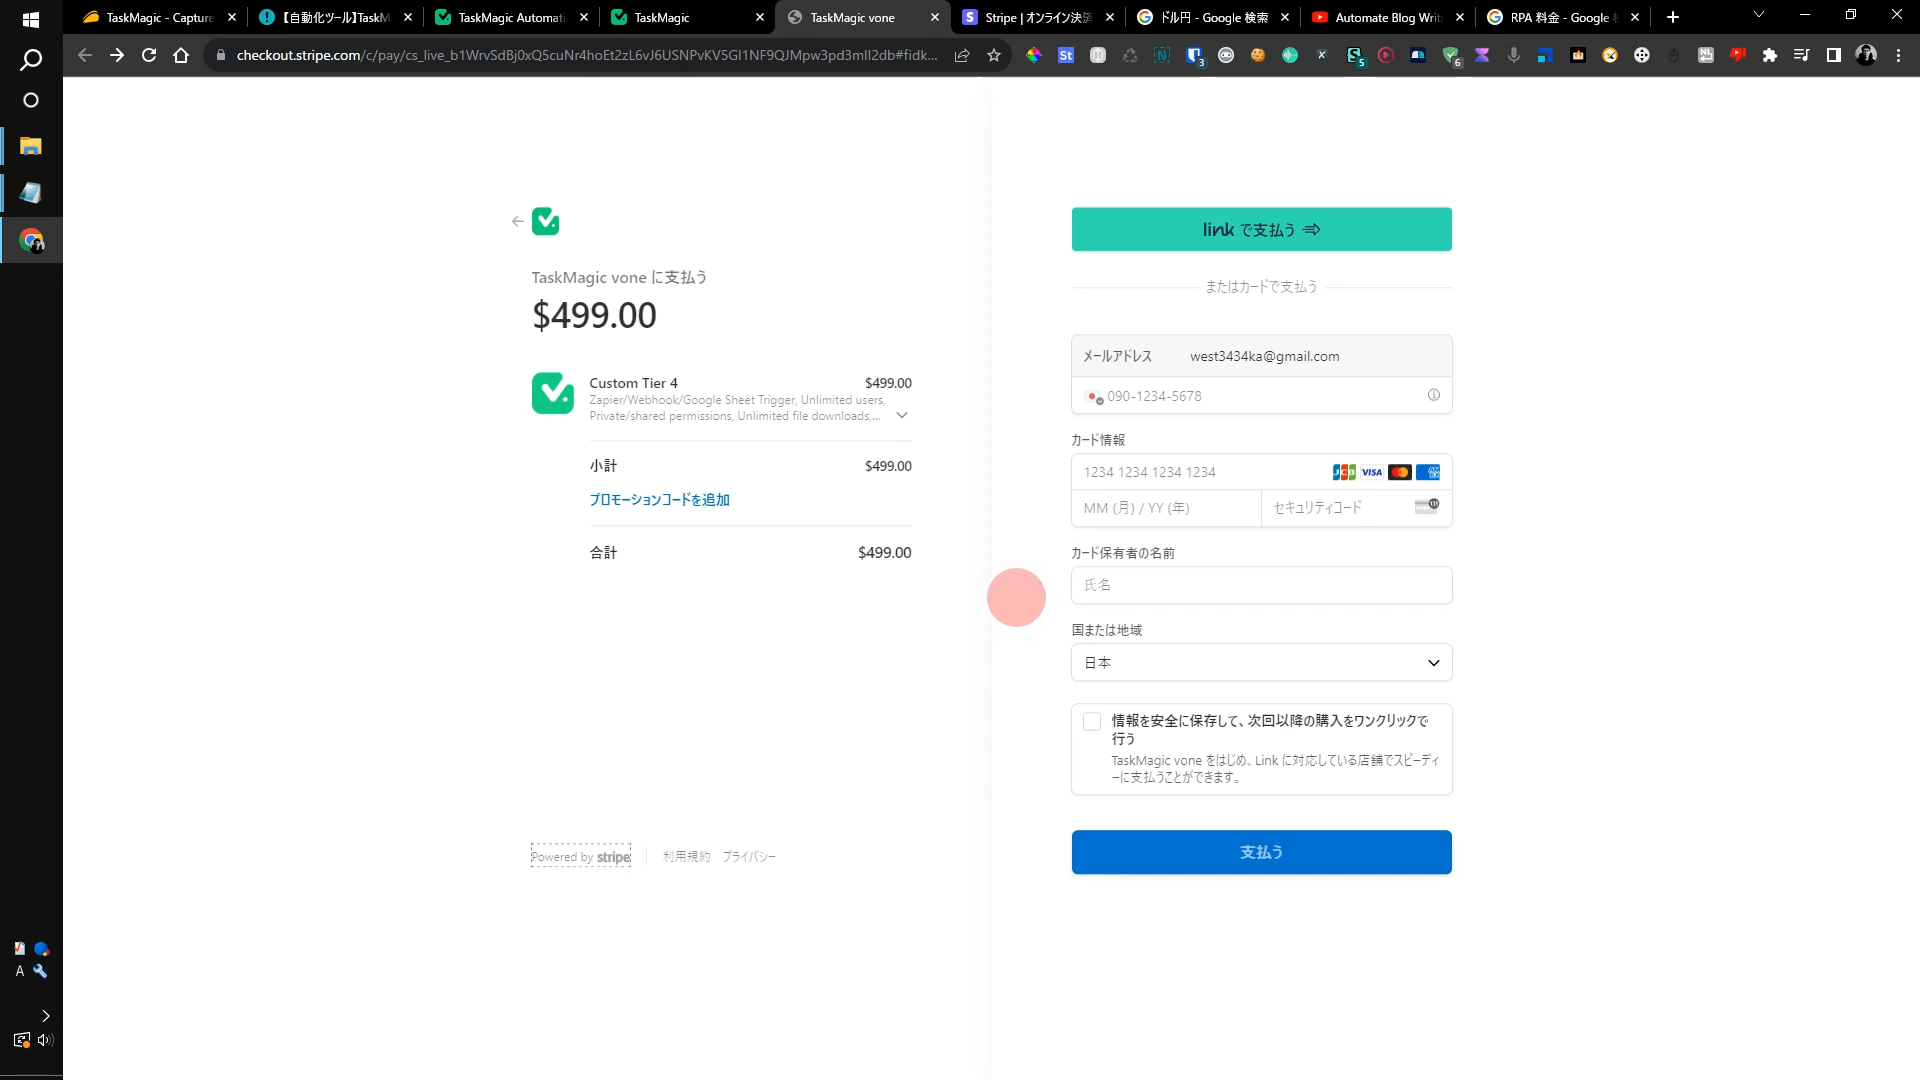 TaskMagic - Capture
【自動化ツール】TaskM
TaskMagic Automati
TaskMagic
TaskMagic vone
Stripe | オンライン決済
ドル円 - Google 検索
Automate Blog Writ
RPA 料金 - Google 検
checkout.stripe.com/c/pay/cs_live_b1WrvSdBj0xQ5cuNr4hoEt2zL6vJ6USNPvKV5GI1NF9QJMpw3pd3mlI2db#fidk...
St
3
5
6
TaskMagic vone に支払う
$499.00
Custom Tier 4
$499.00
Zapier/Webhook/Google Sheet Trigger, Unlimited users,
Private/shared permissions, Unlimited file downloads,...
小計
$499.00
プロモーションコードを追加
合計
$499.00
Powered by stripe
利用規約
プライバシー
link で支払う
またはカードで支払う
メールアドレス
west3434ka@gmail.com
090-1234-5678
カード情報
1234 1234 1234 1234
JCB
VISA
MM (月) / YY (年)
セキュリティコード
カード保有者の名前
氏名
国または地域
日本
情報を安全に保存して、次回以降の購入をワンクリックで
行う
TaskMagic vone をはじめ、Link に対応している店舗でスピーディ
ーに支払うことができます。
支払う
A